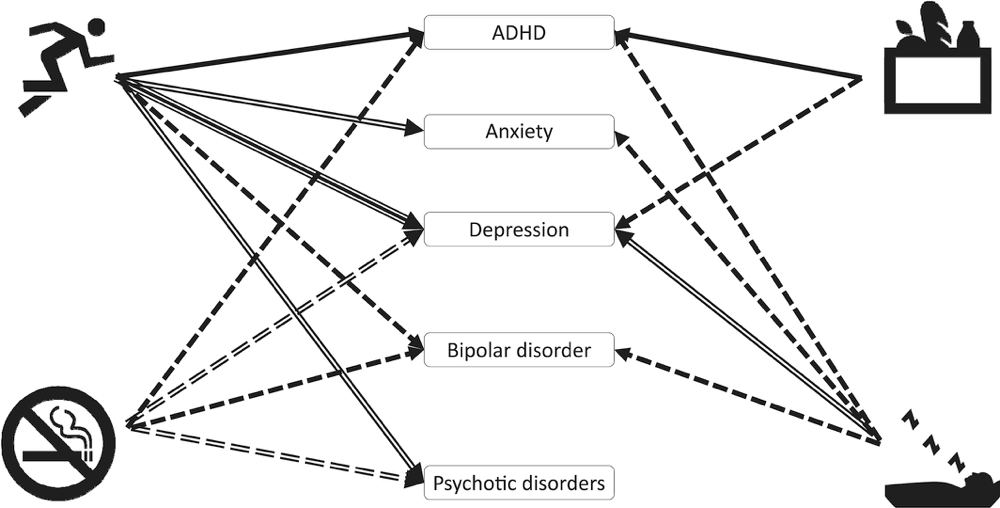 ADHD
Anxiety
Depression
Bipolar disorder
Psychotic disorders